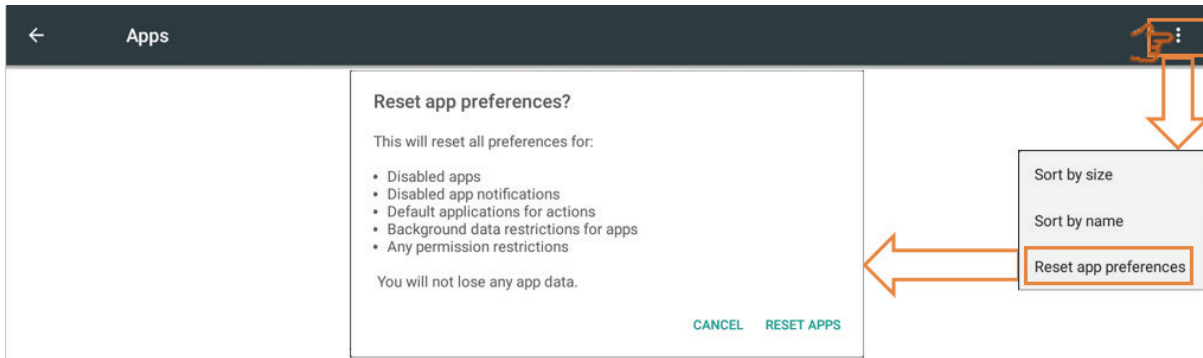 Apps
Reset app preferences?
This will reset all preferences for:
• Disabled apps
• Disabled app notifications
• Default applications for actions
• Background data restrictions for apps
• Any permission restrictions
You will not lose any app data.
CANCEL RESET APPS
Sort by size
Sort by name
Reset app preferences